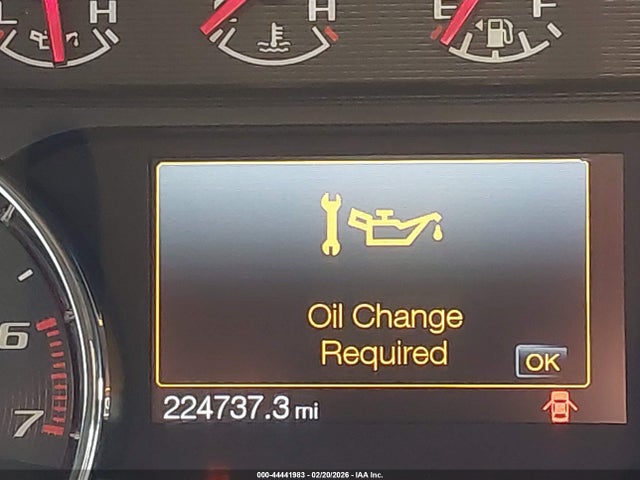 L H C H E F
Oil Change
Required
OK
224737.3 mi
6
7
000-44441983 - 02/20/2026 - IAA Inc.